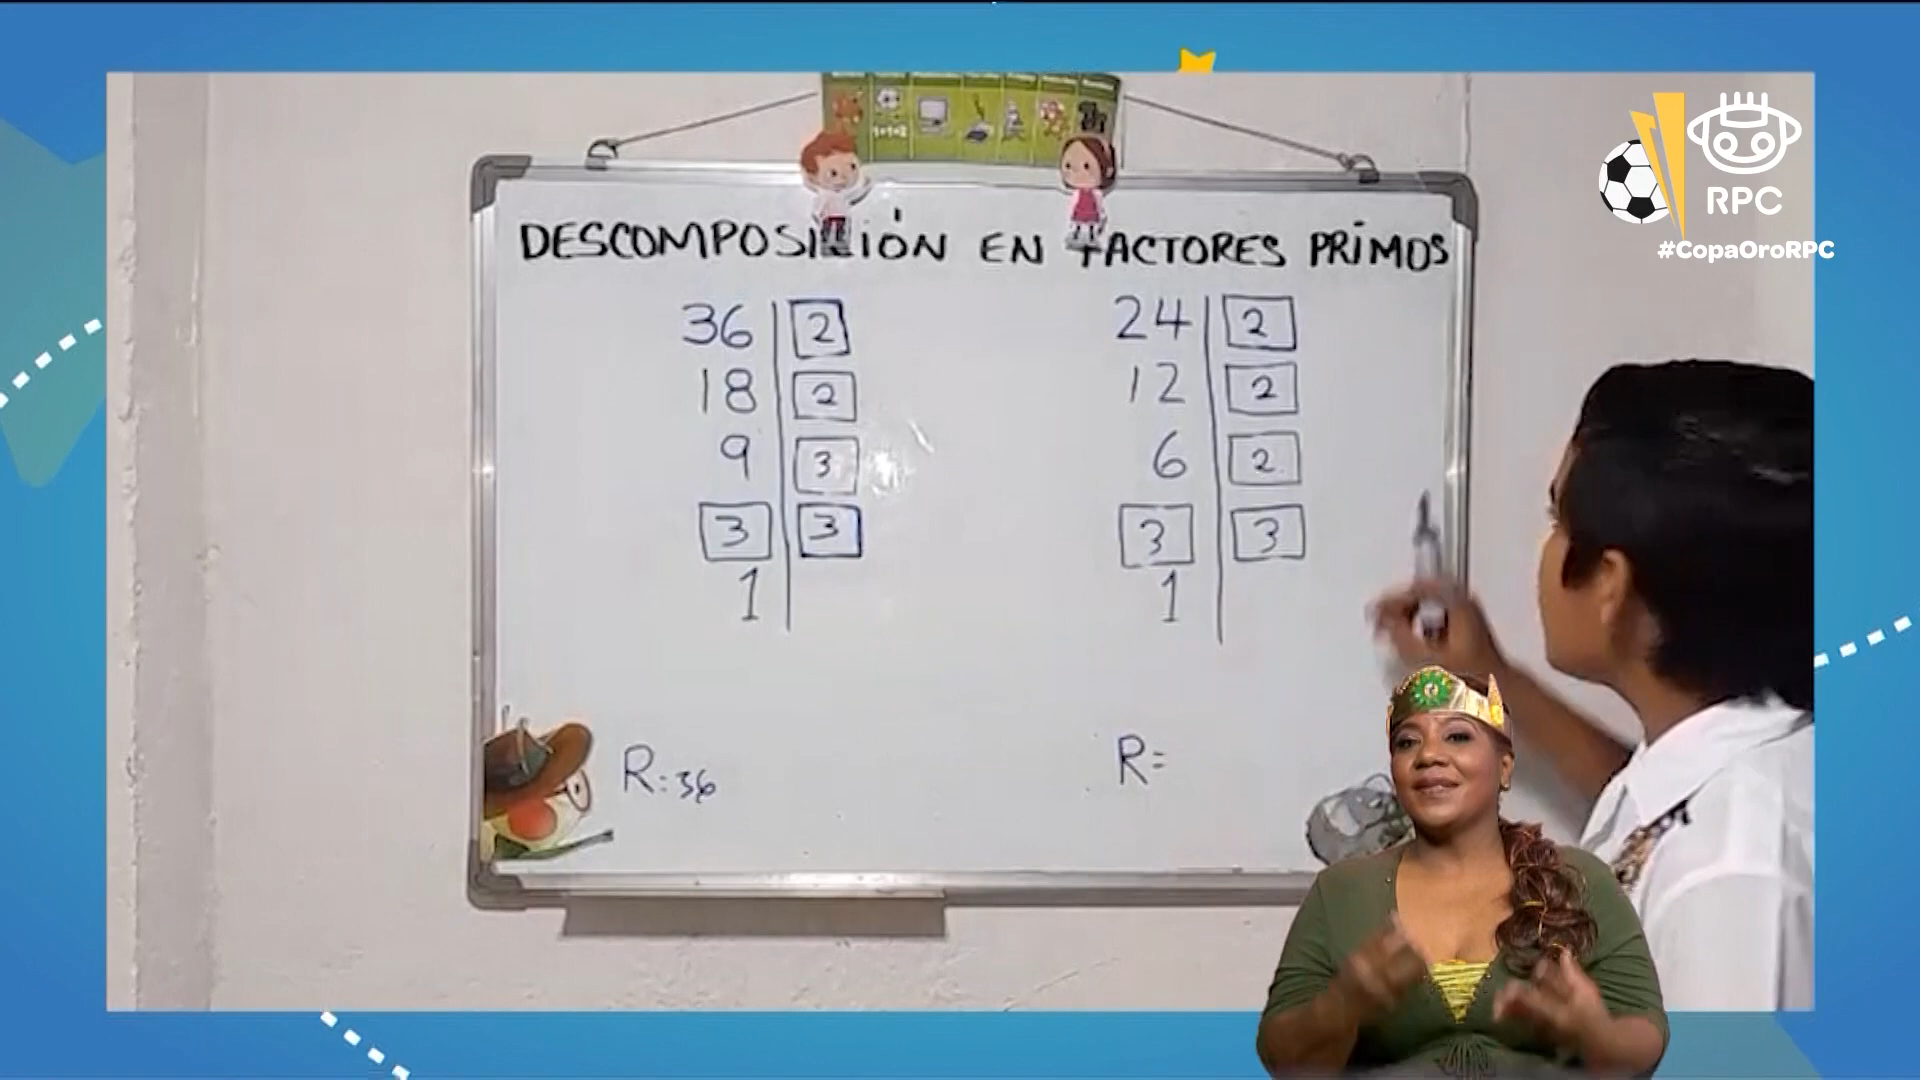 RPC
#CopaOroRPC
DESCOMPOSICIÓN EN FACTORES PRIMOS
36 2
18 2
9 3
3 3
1
24 2
12 2
6 2
3 3
1
R=36
R=